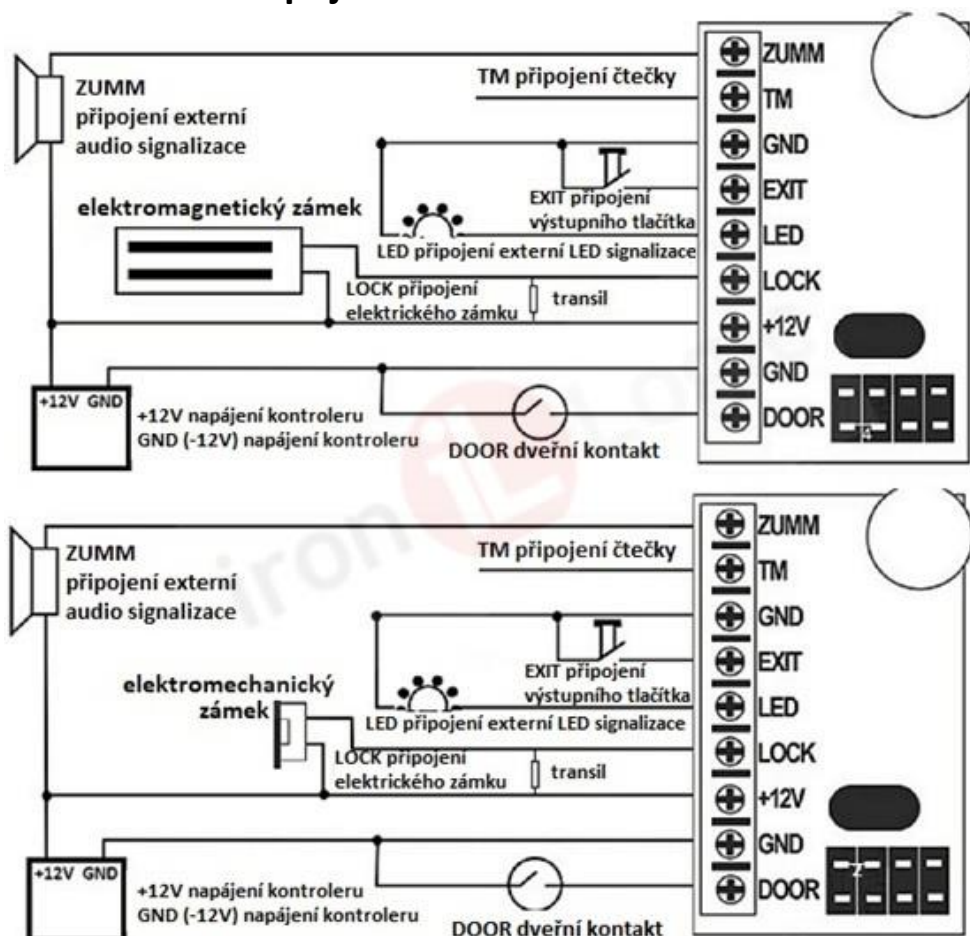 ZUMM
připojení externí
audio signalizace
TM připojení čtečky
EXIT připojení
výstupního tlačítka
elektromagnetický zámek
LED připojení externí LED signalizace
LOCK připojení
elektrického zámku
transil
+12V GND
+12V napájení kontroleru
GND (-12V) napájení kontroleru
DOOR dveřní kontakt
ZUMM
TM
GND
EXIT
LED
LOCK
+12V
GND
DOOR
iron
iL
ZUMM
připojení externí
audio signalizace
TM připojení čtečky
EXIT připojení
výstupního tlačítka
elektromechanický
zámek
LED připojení externí LED signalizace
LOCK připojení
elektrického zámku
transil
+12V GND
+12V napájení kontroleru
GND (-12V) napájení kontroleru
DOOR dveřní kontakt
ZUMM
TM
GND
EXIT
LED
LOCK
+12V
GND
DOOR
2